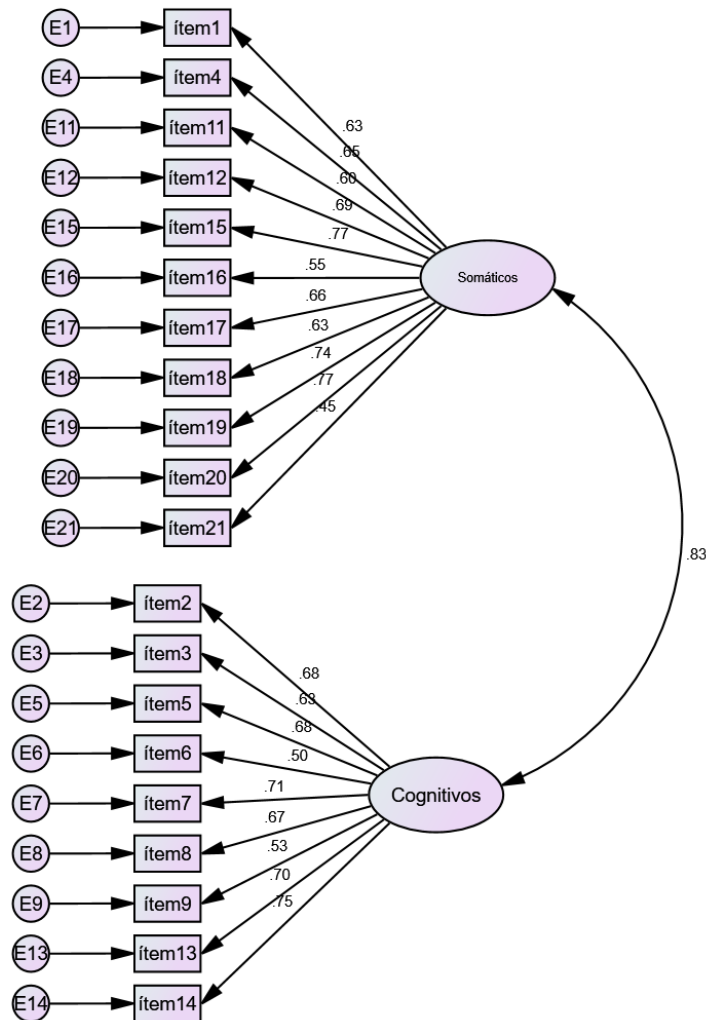 E1 ítem1
E4 ítem4
E11 ítem11
E12 ítem12
E15 ítem15
E16 ítem16
E17 ítem17
E18 ítem18
E19 ítem19
E20 ítem20
E21 ítem21
.63
.65
.60
.69
.77
.55
.66
.63
.74
.77
.45
Somáticos
.83
E2 ítem2
E3 ítem3
E5 ítem5
E6 ítem6
E7 ítem7
E8 ítem8
E9 ítem9
E13 ítem13
E14 ítem14
.68
.63
.68
.50
.71
.67
.53
.70
.75
Cognitivos